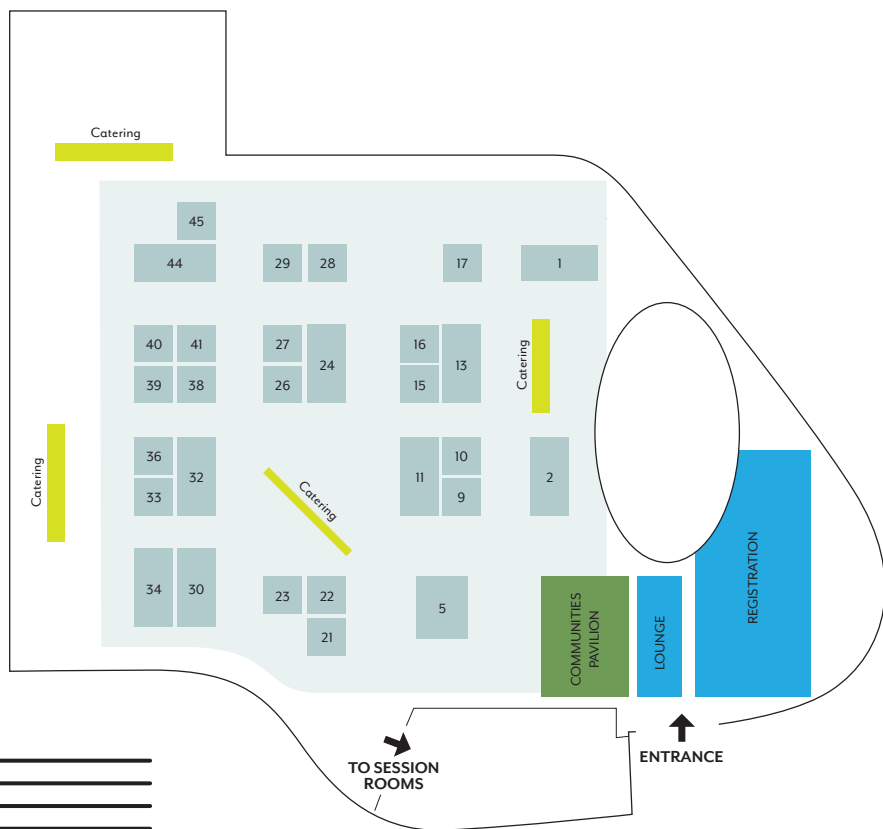 Catering
45
44
29
28
17
1
40
41
27
24
16
13
Catering
39
38
26
15
Catering
36
32
11
10
2
33
9
Catering
34
30
23
22
21
5
COMMUNITIES
PAVILION
LOUNGE
REGISTRATION
TO SESSION
ROOMS
ENTRANCE